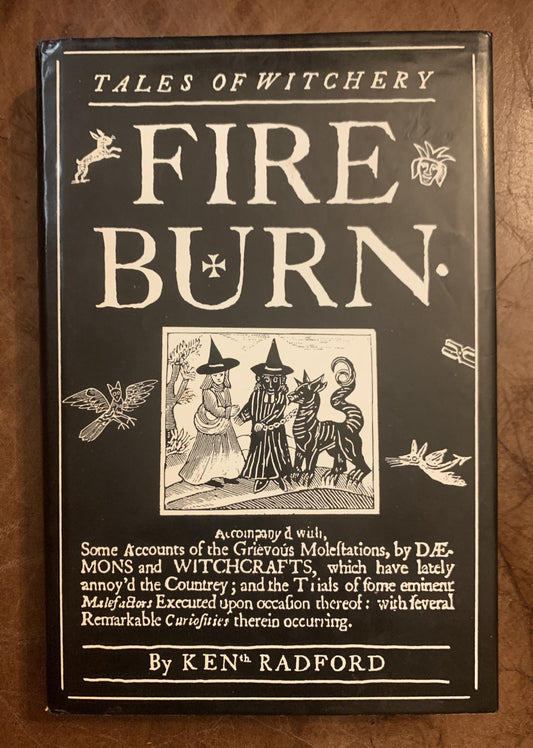 TALES OF WITCHERY
FIRE
BURN.
Accompany'd with,
Some Accounts of the Grievous Moleſtations, by DÆ-
MONS and WITCHCRAFTS, which have lately
annoy'd the Countrey; and the Trials of ſome eminent
Malefactors Executed upon occaſion thereof: with ſeveral
Remarkable Curioſities therein occurring.
By KENth. RADFORD